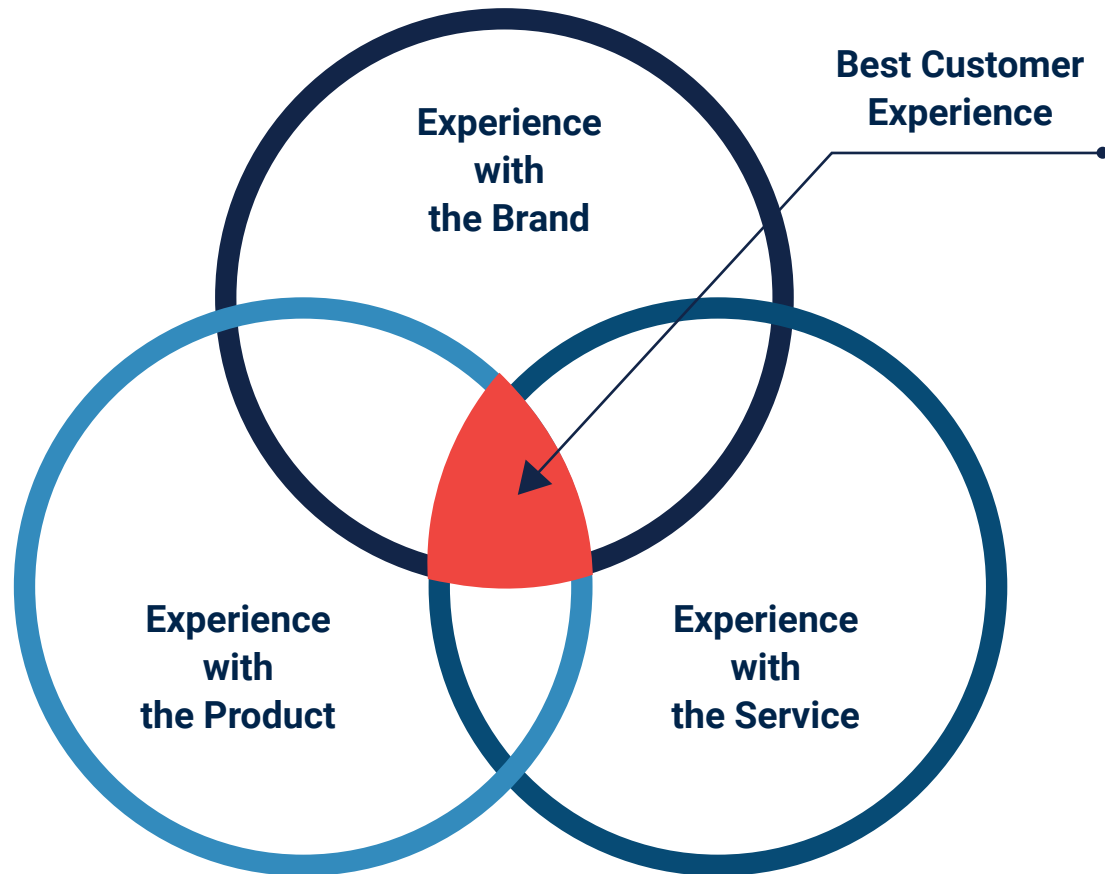 Best Customer
Experience
Experience
with
the Brand
Experience
with
the Product
Experience
with
the Service